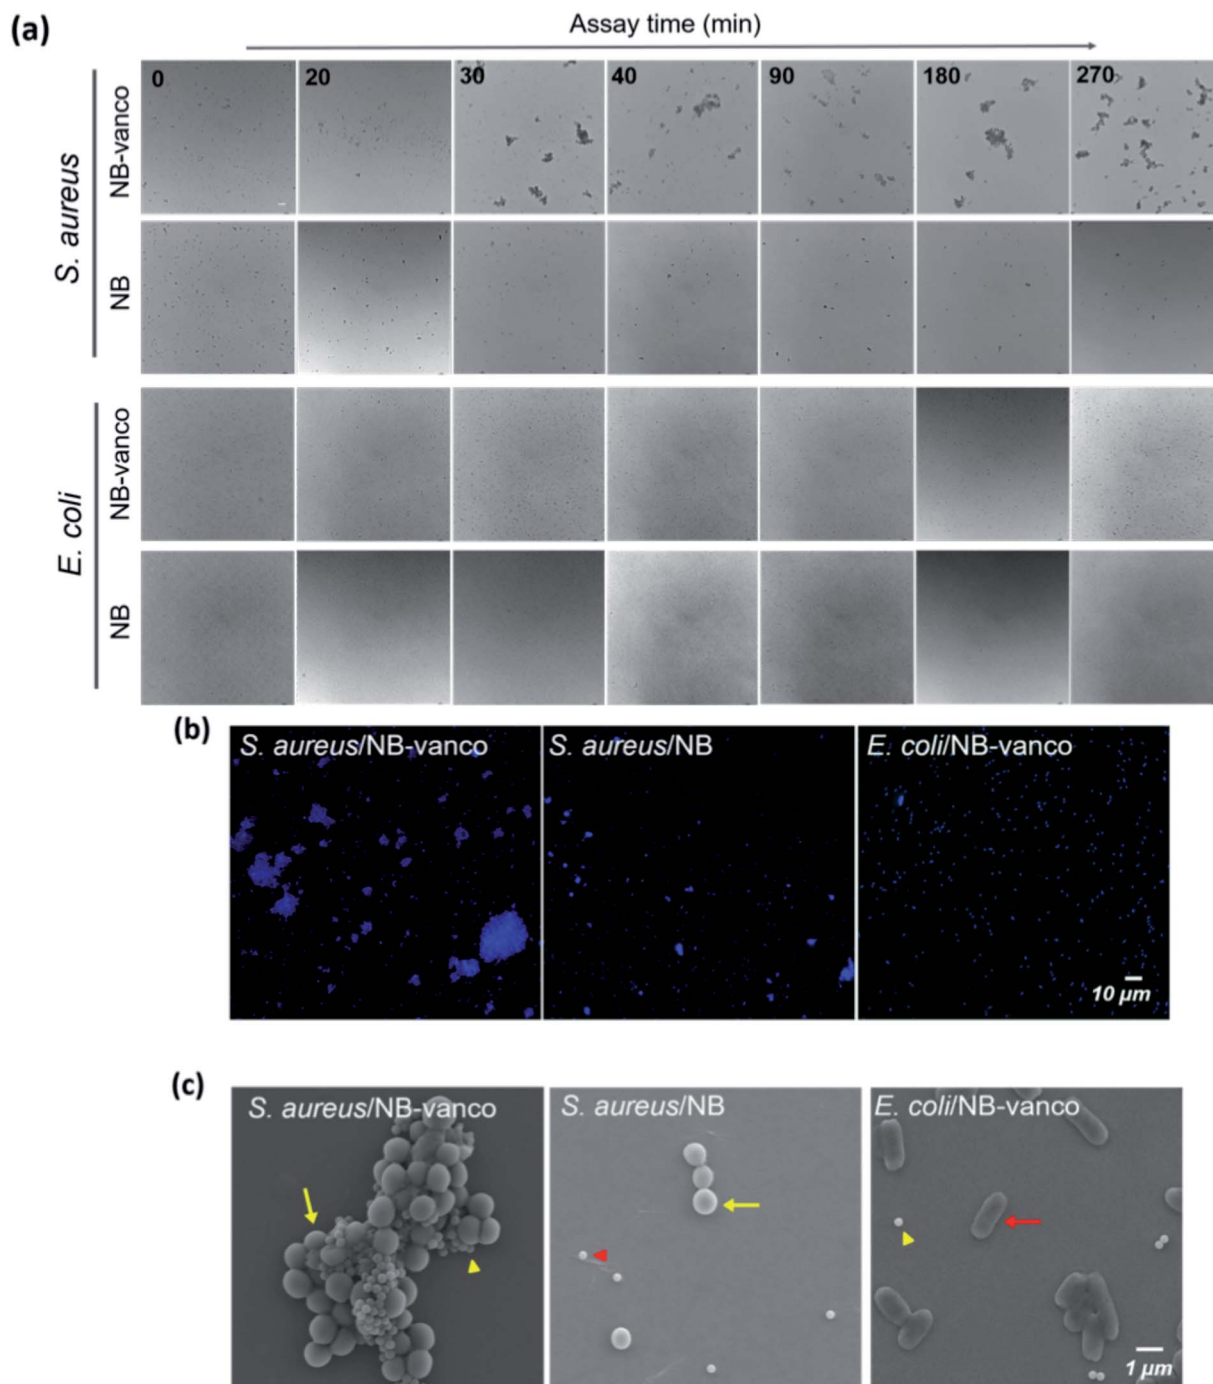 (a)
Assay time (min)
0 20 30 40 90 180 270
S. aureus
NB-vanco
NB
E. coli
NB-vanco
NB
(b)
S. aureus/NB-vanco S. aureus/NB E. coli/NB-vanco
10 µm
(c)
S. aureus/NB-vanco S. aureus/NB E. coli/NB-vanco
1 µm